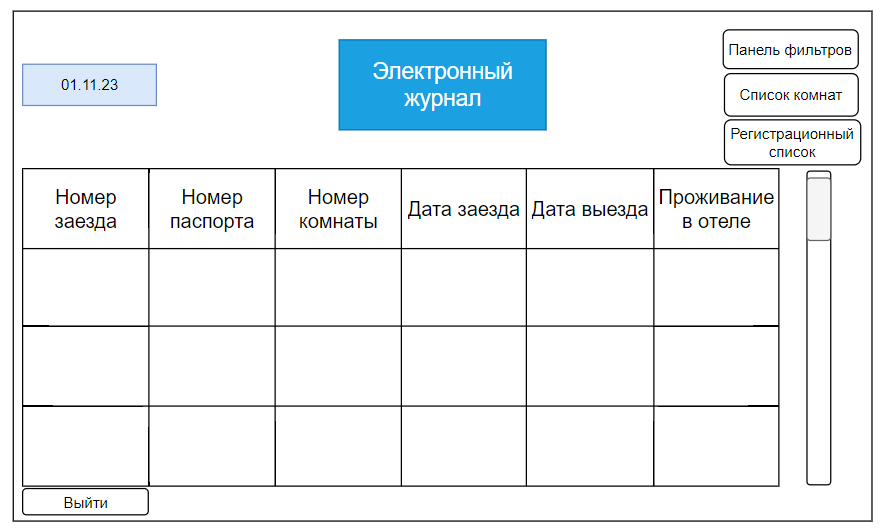 01.11.23
Электронный
журнал
Панель фильтров
Список комнат
Регистрационный
список
Номер
заезда
Номер
паспорта
Номер
комнаты
Дата заезда
Дата выезда
Проживание
в отеле
Выйти